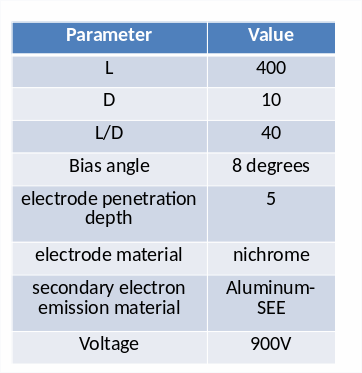 Parameter Value
L 400
D 10
L/D 40
Bias angle 8 degrees
electrode penetration 5
depth
electrode material nichrome
secondary electron Aluminum-
emission material SEE
Voltage 900V